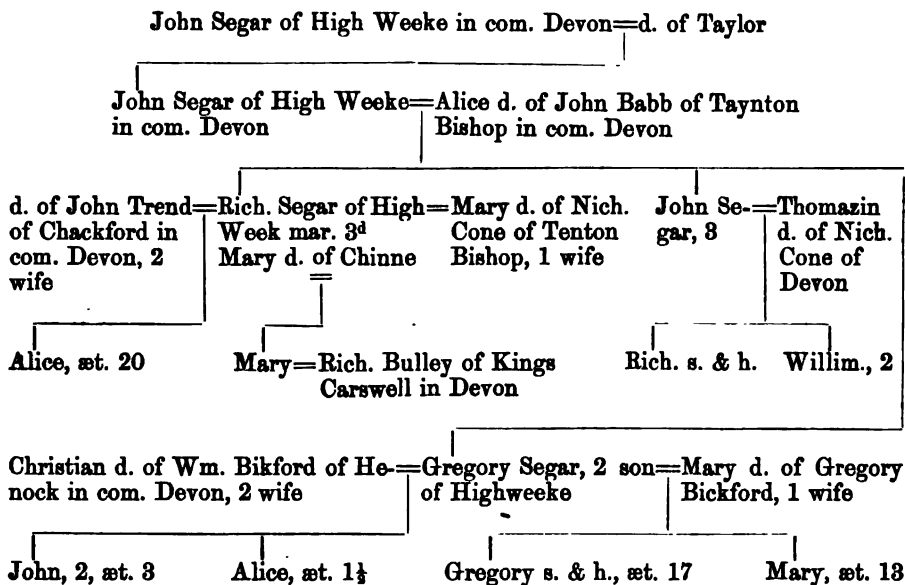 John Segar of High Weeke in com. Devon=d. of Taylor
John Segar of High Weeke=Alice d. of John Babb of Taynton
in com. Devon
Bishop in com. Devon
d. of John Trend=Rich. Segar of High=Mary d. of Nich.
of Chackford in
com. Devon, 2
wife
Week mar. 3d
Mary d. of Chinne
Cone of Tenton
Bishop, 1 wife
John Se-=Thomazin
gar, 3
d. of Nich.
Cone of
Devon
Alice, æt. 20
Mary=Rich. Bulley of Kings
Carswell in Devon
Rich. s. & h.
Willim., 2
Christian d. of Wm. Bikford of He-=Gregory Segar, 2 son=Mary d. of Gregory
nock in com. Devon, 2 wife
of Highweeke
Bickford, 1 wife
John, 2, æt. 3
Alice, æt. 1½
Gregory s. & h., æt. 17
Mary, æt. 13